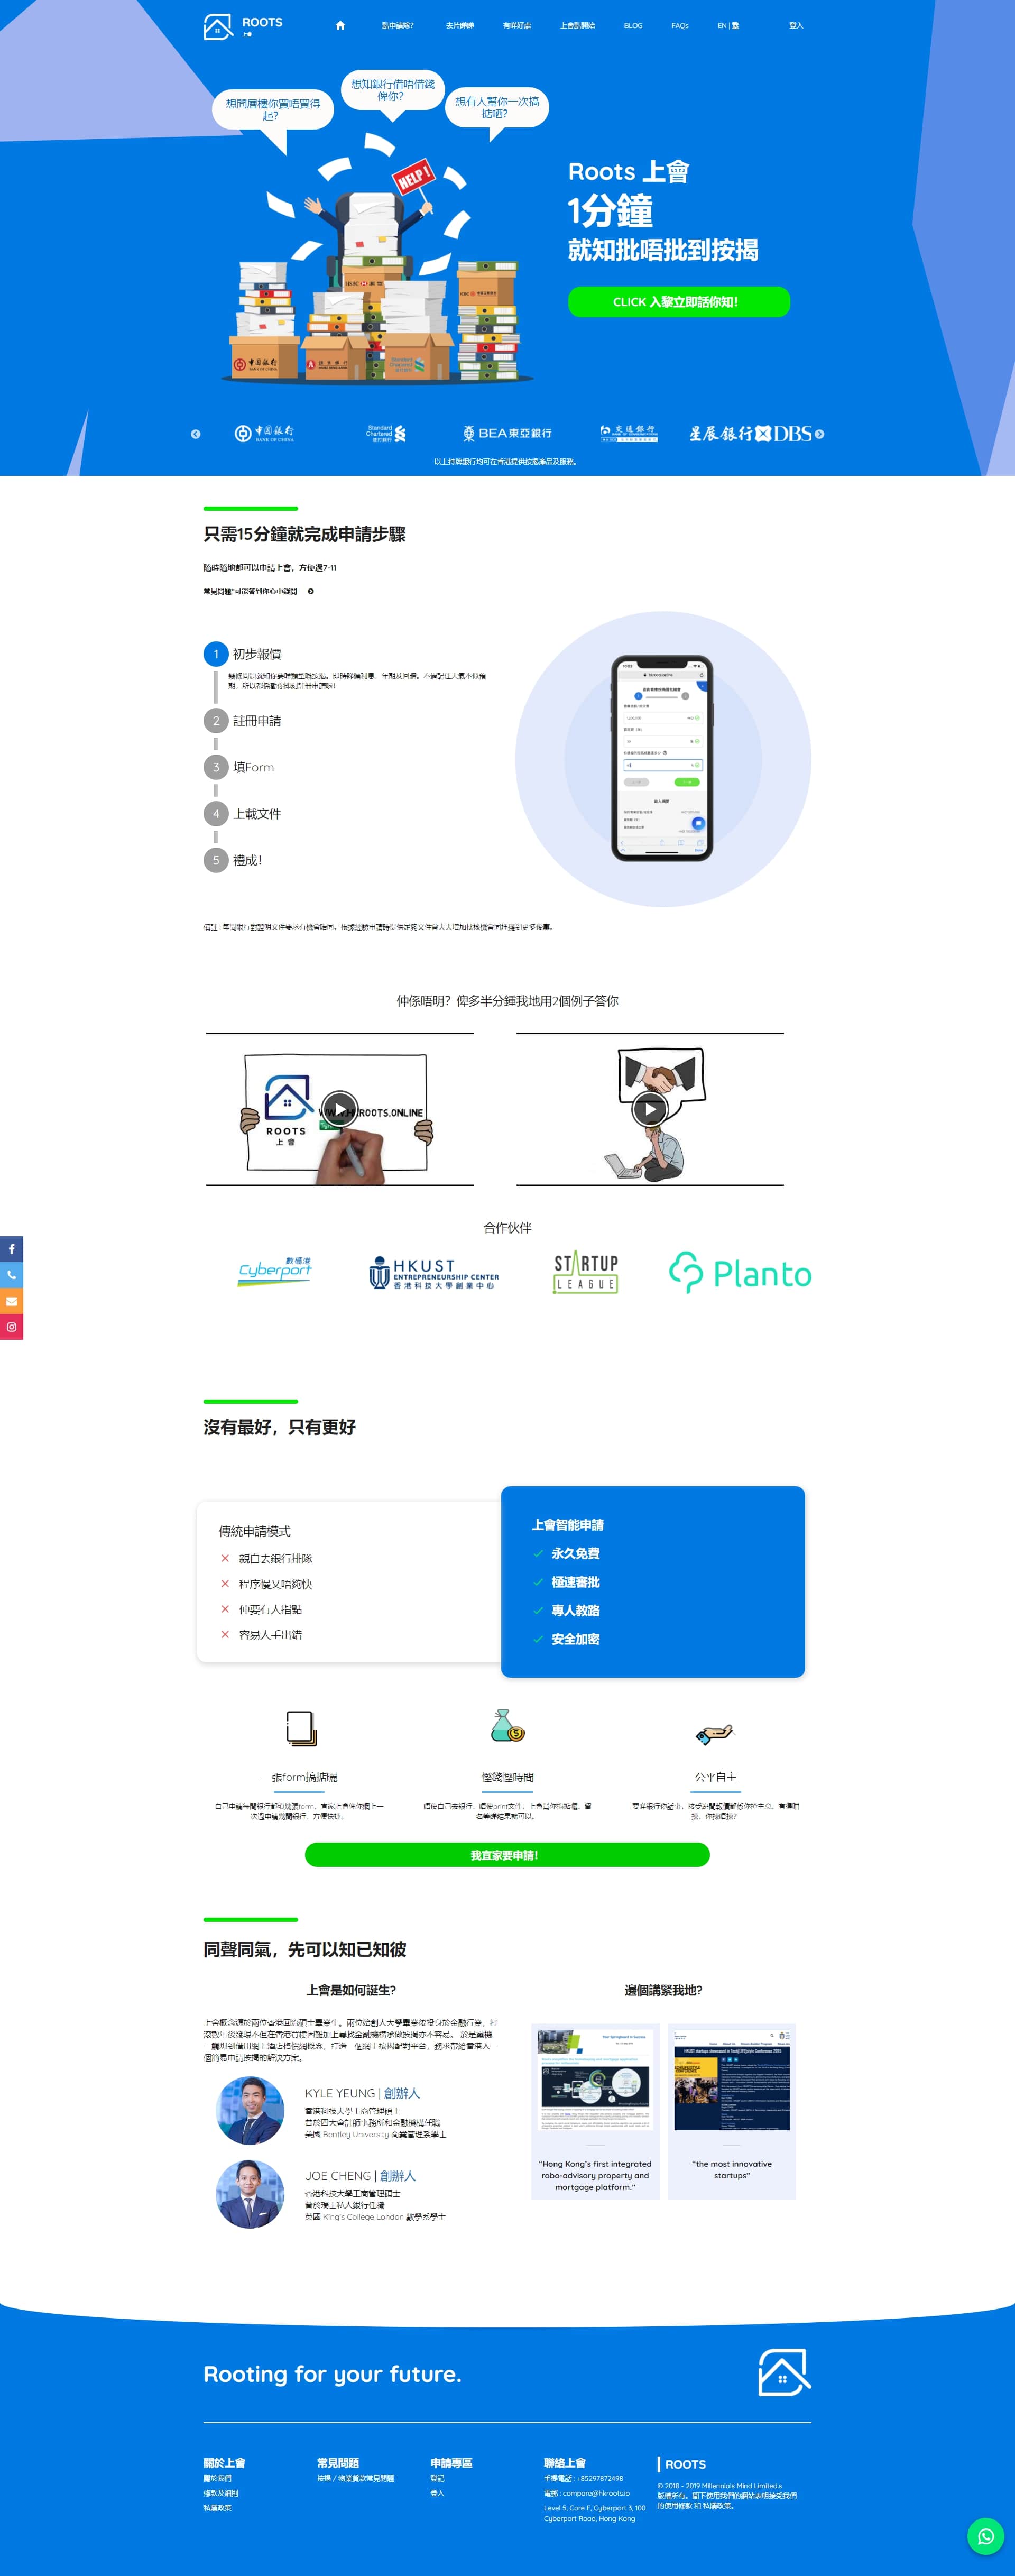 ROOTS
上會
點申請㗎?
去片睇睇
有咩好處
上會點開始
BLOG
FAQs
EN | 繁
登入
想問層樓你買唔買得
起?
想知銀行借唔借錢
俾你?
想有人幫你一次搞
掂哂?
HELP!
Roots 上會
1分鐘
就知批唔批到按揭
CLICK 入黎立即話你知!
中国银行
BANK OF CHINA
Standard
Chartered
渣打銀行
BEA東亞銀行
交通銀行
星展銀行 DBS
以上持牌銀行均可在香港提供按揭產品及服務。
只需15分鐘就完成申請步驟
隨時隨地都可以申請上會，方便過7-11
常見問題"可能答到你心中疑問
1 初步報價
幾條問題就知你要咩類型嘅按揭。即時睇曬利息，年期及回贈。不過記住天氣不似預
期，所以都係勸你即刻註冊申請啦!
2 註冊申請
3 填Form
4 上載文件
5 禮成!
備註 : 每間銀行對證明文件要求有機會唔同。根據經驗申請時提供足夠文件會大大增加批核機會同埋攞到更多優惠。
仲係唔明? 俾多半分鍾我地用2個例子答你
ROOTS
上會
合作伙伴
數碼港
Cyberport
HKUST
ENTREPRENEURSHIP CENTER
香港科技大學創業中心
STARTUP
LEAGUE
Planto
沒有最好，只有更好
傳統申請模式
親自去銀行排隊
程序慢又唔夠快
仲要冇人指點
容易人手出錯
上會智能申請
永久免費
極速審批
專人教路
安全加密
一張form搞掂曬
自己申請每間銀行都填幾張form，宜家上會俾你網上一
次過申請幾間銀行，方便快捷。
慳錢慳時間
唔使自己去銀行，唔使print文件，上會幫你搞掂曬。留
名等睇結果就可以。
公平自主
要咩銀行你話事，接受邊間報價都係你揸主意。有得咁
揀，你揀唔揀?
我宜家要申請!
同聲同氣，先可以知已知彼
上會是如何誕生?
上會概念源於兩位香港回流碩士畢業生。兩位始創人大學畢業後投身於金融行業，打
滾數年後發現不但在香港買樓困難加上尋找金融機構承做按揭亦不容易。 於是靈機
一觸想到借用網上酒店格價網概念，打造一個網上按揭配對平台，務求帶給香港人一
個簡易申請按揭的解決方案。
KYLE YEUNG | 創辦人
香港科技大學工商管理碩士
曾於四大會計師事務所和金融機構任職
美國 Bentley University 商業管理系學士
JOE CHENG | 創辦人
香港科技大學工商管理碩士
曾於瑞士私人銀行任職
英國 King's College London 數學系學士
邊個講緊我地?
"Hong Kong's first integrated
robo-advisory property and
mortgage platform."
"the most innovative
startups"
Rooting for your future.
關於上會
關於我們
條款及細則
私隱政策
常見問題
按揭 / 物業貸款常見問題
申請專區
登記
登入
聯絡上會
手提電話 : +85297872498
電郵 : compare@hkroots.io
Level 5, Core F, Cyberport 3, 100
Cyberport Road, Hong Kong
ROOTS
© 2018 - 2019 Millennials Mind Limited.s
版權所有。閣下使用我們的網站表明接受我們
的使用條款 和 私隱政策。